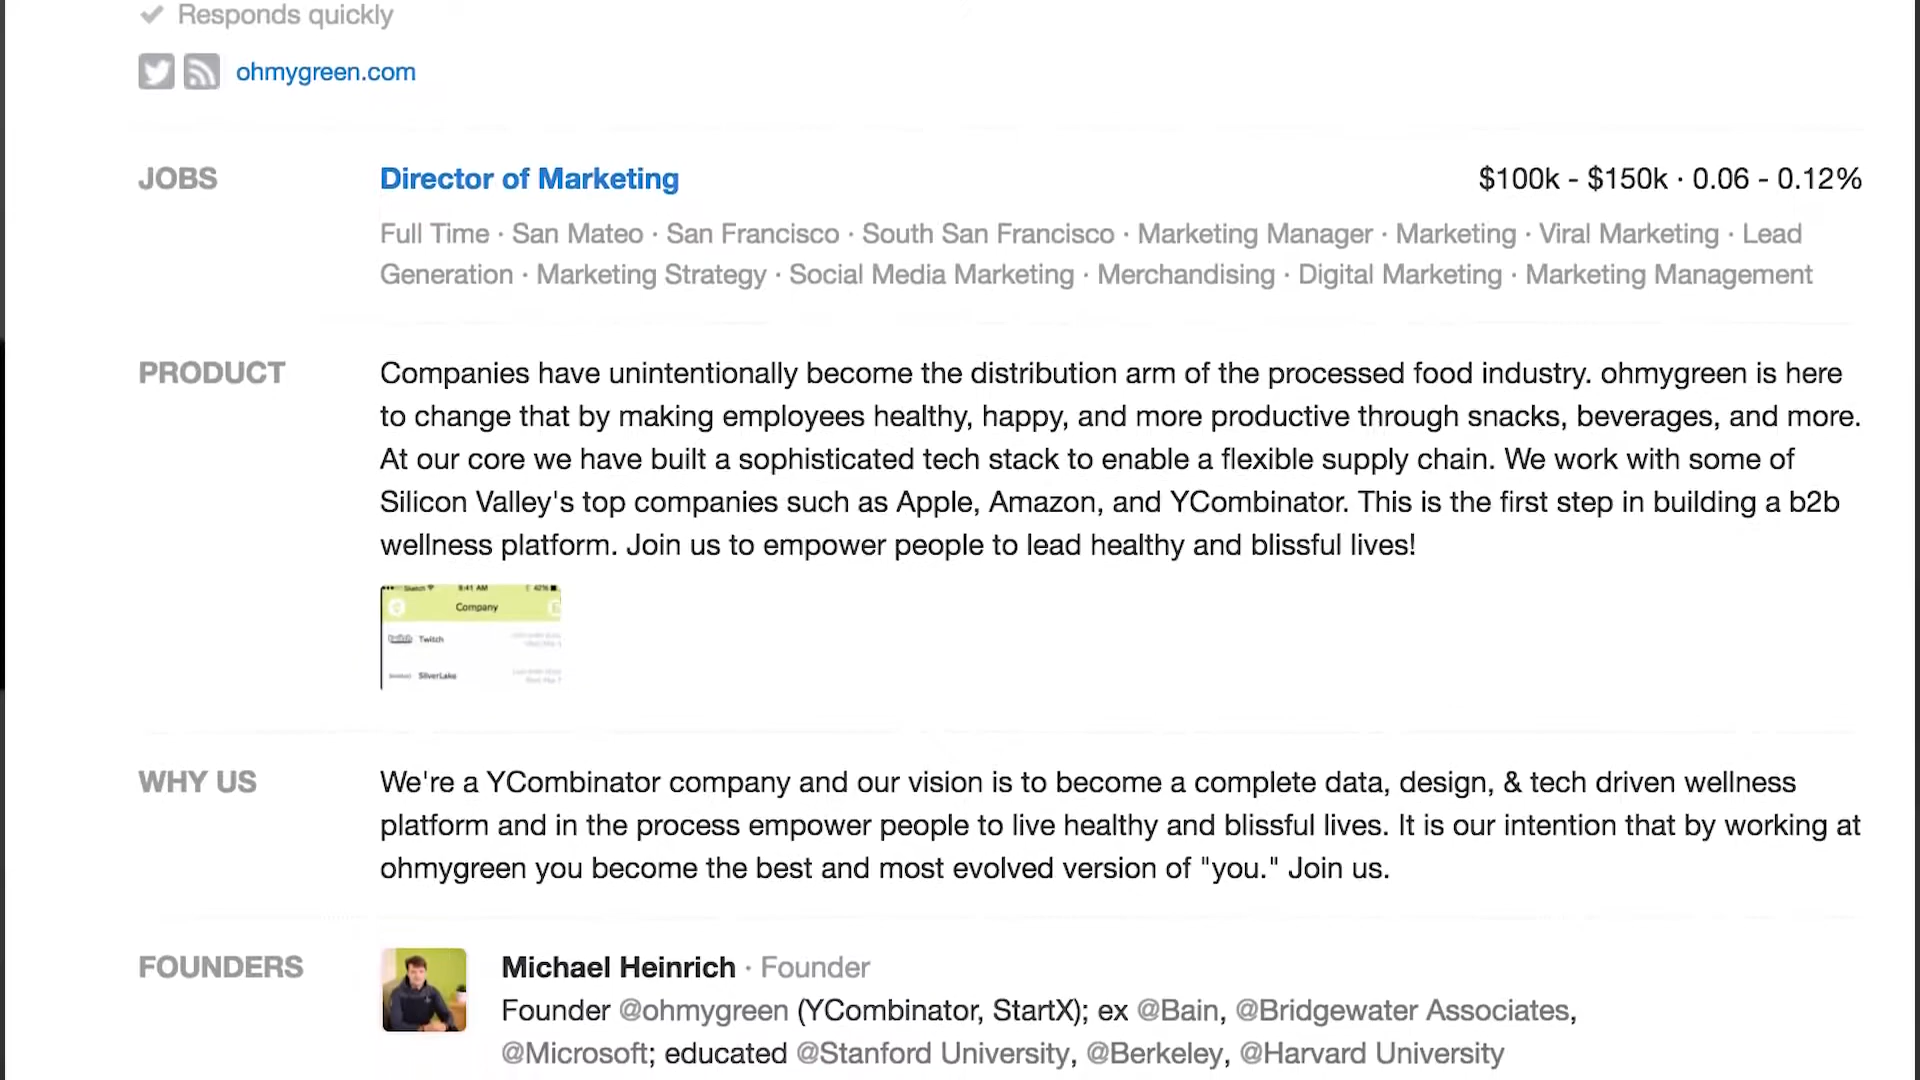 Responds quickly
ohmygreen.com
JOBS
Director of Marketing
$100k - $150k · 0.06 - 0.12%
Full Time · San Mateo · San Francisco · South San Francisco · Marketing Manager · Marketing · Viral Marketing · Lead
Generation · Marketing Strategy · Social Media Marketing · Merchandising · Digital Marketing · Marketing Management
PRODUCT
Companies have unintentionally become the distribution arm of the processed food industry. ohmygreen is here
to change that by making employees healthy, happy, and more productive through snacks, beverages, and more.
At our core we have built a sophisticated tech stack to enable a flexible supply chain. We work with some of
Silicon Valley's top companies such as Apple, Amazon, and YCombinator. This is the first step in building a b2b
wellness platform. Join us to empower people to lead healthy and blissful lives!
Sketch 9:41 AM 42%
Company
Twitch
SilverLake
WHY US
We're a YCombinator company and our vision is to become a complete data, design, & tech driven wellness
platform and in the process empower people to live healthy and blissful lives. It is our intention that by working at
ohmygreen you become the best and most evolved version of "you." Join us.
FOUNDERS
Michael Heinrich · Founder
Founder @ohmygreen (YCombinator, StartX); ex @Bain, @Bridgewater Associates,
@Microsoft; educated @Stanford University, @Berkeley, @Harvard University